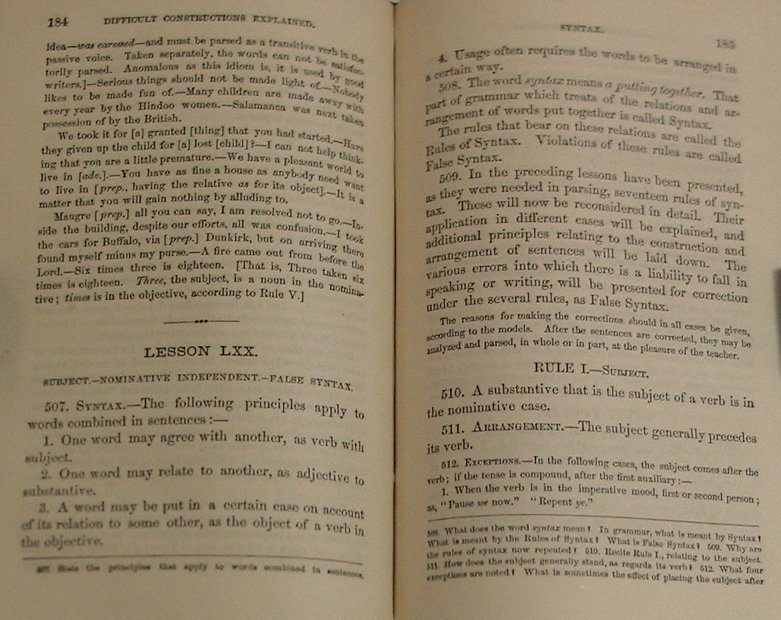 184 DIFFICULT CONSTRUCTIONS EXPLAINED.
idea—was caressed—and must be parsed as a transitive verb in the
passive voice. Taken separately, the words can not be satisfac-
torily parsed. Anomalous as this idiom is, it is used by good
writers.]—Serious things should not be made light of.—Nobody
likes to be made fun of.—Many children are made away with
every year by the Hindoo women.—Salamanca was next taken
possession of by the British.
We took it for [a] granted [thing] that you had started.—Have
they given up the child for [a] lost [child]?—I can not help think-
ing that you are a little premature.—We have a pleasant world to
live in [adv.].—You have as fine a house as anybody need want
to live in [prep., having the relative as for its object].—It is a
matter that you will gain nothing by alluding to.
Maugre [prep.] all you can say, I am resolved not to go.—In-
side the building, despite our efforts, all was confusion.—I took
the cars for Buffalo, via [prep.] Dunkirk, but on arriving there
found myself minus my purse.—A fire came out from before the
Lord.—Six times three is eighteen. [That is, Three taken six
times is eighteen. Three, the subject, is a noun in the nomina-
tive; times is in the objective, according to Rule V.]
LESSON LXX.
SUBJECT.—NOMINATIVE INDEPENDENT.—FALSE SYNTAX.
507. SYNTAX.—The following principles apply to
words combined in sentences:—
1. One word may agree with another, as verb with
subject.
2. One word may relate to another, as adjective to
substantive.
3. A word may be put in a certain case on account
of its relation to some other, as the object of a verb in
the objective.
507. State the principles that apply to words combined in sentences.
SYNTAX. 185
4. Usage often requires the words to be arranged in
a certain way.
508. The word syntax means a putting together. That
part of grammar which treats of the relations and ar-
rangement of words put together is called Syntax.
The rules that bear on these relations are called the
Rules of Syntax. Violations of these rules are called
False Syntax.
509. In the preceding lessons have been presented,
as they were needed in parsing, seventeen rules of syn-
tax. These will now be reconsidered in detail. Their
application in different cases will be explained, and
additional principles relating to the construction and
arrangement of sentences will be laid down. The
various errors into which there is a liability to fall in
speaking or writing, will be presented for correction
under the several rules, as False Syntax.
The reasons for making the corrections should in all cases be given,
according to the models. After the sentences are corrected, they may be
analyzed and parsed, in whole or in part, at the pleasure of the teacher.
RULE I.—SUBJECT.
510. A substantive that is the subject of a verb is in
the nominative case.
511. ARRANGEMENT.—The subject generally precedes
its verb.
512. EXCEPTIONS.—In the following cases, the subject comes after the
verb; if the tense is compound, after the first auxiliary:—
1. When the verb is in the imperative mood, first or second person;
as, "Pause we now." "Repent ye."
508. What does the word syntax mean? In grammar, what is meant by Syntax?
What is meant by the Rules of Syntax? What is False Syntax? 509. Why are
the rules of syntax now repeated? 510. Recite Rule I., relating to the subject.
511. How does the subject generally stand, as regards its verb? 512. What four
exceptions are noted? What is sometimes the effect of placing the subject after